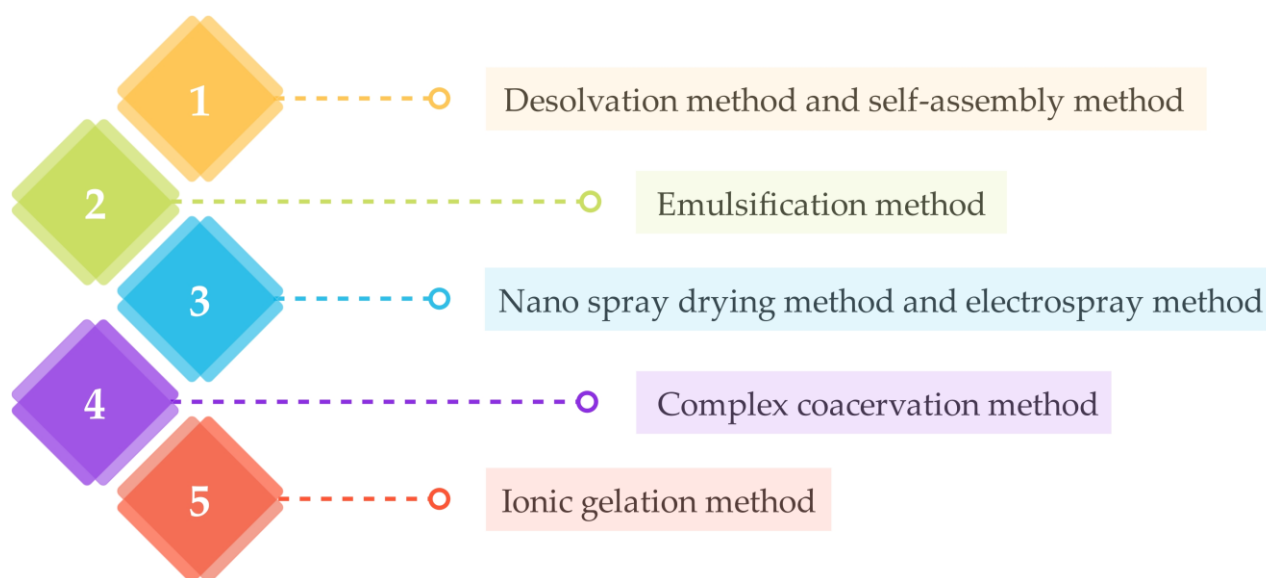 1
Desolvation method and self-assembly method
2
Emulsification method
3
Nano spray drying method and electrospray method
4
Complex coacervation method
5
Ionic gelation method